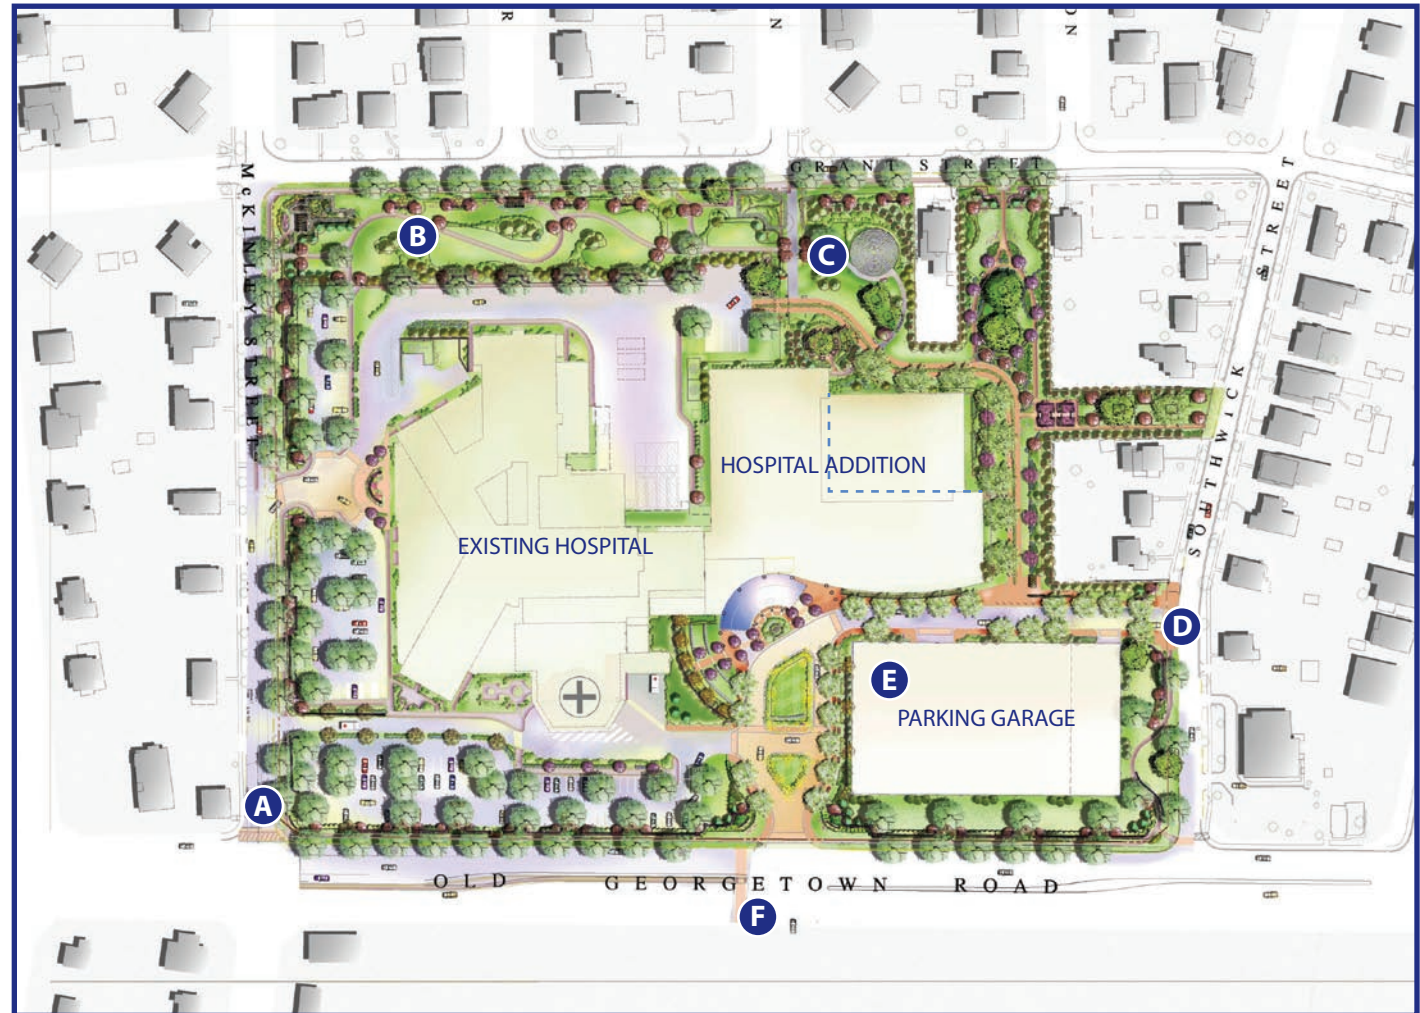 R
N
N O
GRANT STREET
McKINLEY STREET
SOUTHWICK STREET
B
C
HOSPITAL ADDITION
EXISTING HOSPITAL
D
E
PARKING GARAGE
A
OLD GEORGETOWN ROAD
F